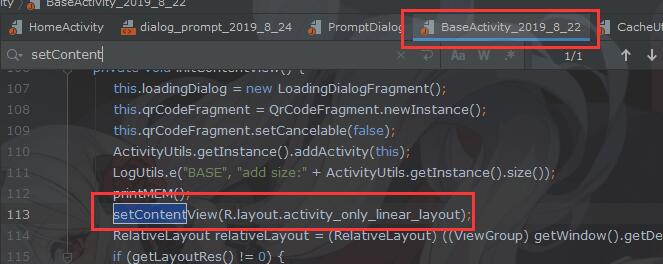 ity › BaseActivity_2019_8_22
HomeActivity dialog_prompt_2019_8_24 PromptDialog BaseActivity_2019_8_22 CacheUt
setContent Aa W .* 1/1
106 private void initContentView() {
107 this.loadingDialog = new LoadingDialogFragment();
108 this.qrCodeFragment = QrCodeFragment.newInstance();
109 this.qrCodeFragment.setCancelable(false);
110 ActivityUtils.getInstance().addActivity(this);
111 LogUtils.e("BASE", "add size:" + ActivityUtils.getInstance().size());
112 printMEM();
113 setContentView(R.layout.activity_only_linear_layout);
114 RelativeLayout relativeLayout = (RelativeLayout) ((ViewGroup) getWindow().getDe
115 if (getLayoutRes() != 0) {